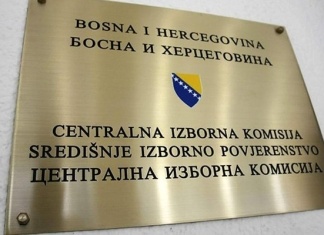 BOSNA I HERCEGOVINA
БОСНА И ХЕРЦЕГОВИНА
CENTRALNA IZBORNA KOMISIJA
SREDIŠNJE IZBORNO POVJERENSTVO
ЦЕНТРАЛНА ИЗБОРНА КОМИСИЈА